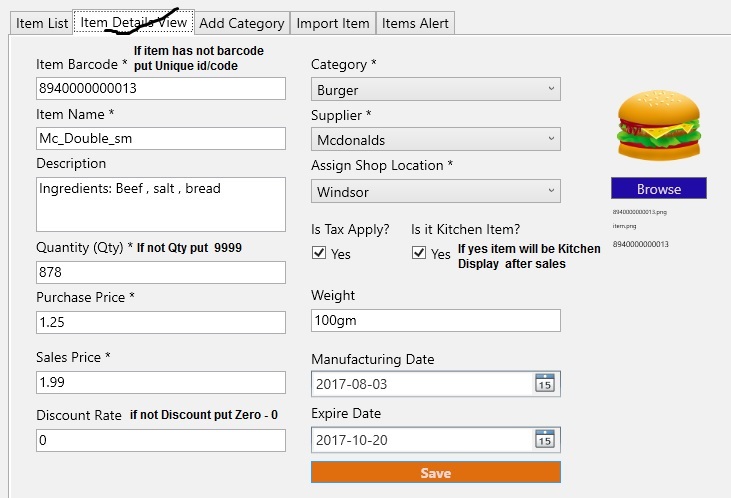 Item List Item Details View Add Category Import Item Items Alert
If item has not barcode
Item Barcode * put Unique id/code
8940000000013
Item Name *
Mc_Double_sm
Description
Ingredients: Beef , salt , bread
Quantity (Qty) * If not Qty put 9999
878
Purchase Price *
1.25
Sales Price *
1.99
Discount Rate if not Discount put Zero - 0
0
Category *
Burger
Supplier *
Mcdonalds
Assign Shop Location *
Windsor
Is Tax Apply? Is it Kitchen Item?
Yes Yes If yes item will be Kitchen
Display after sales
Weight
100gm
Manufacturing Date
2017-08-03 15
Expire Date
2017-10-20 15
Save
Browse
8940000000013.png
item.png
8940000000013